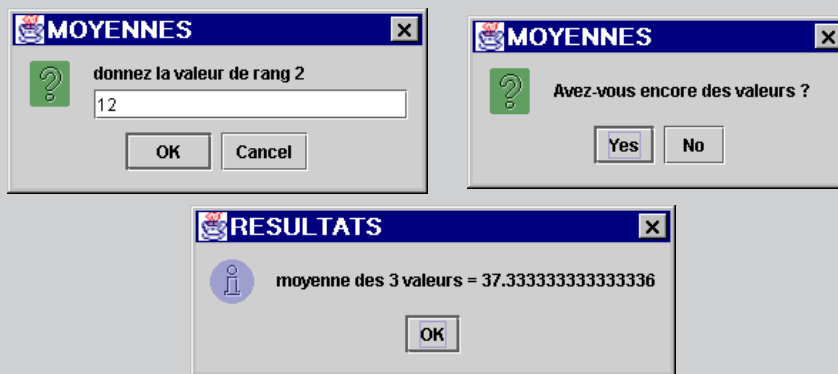 MOYENNES
donnez la valeur de rang 2
12
OK Cancel
MOYENNES
Avez-vous encore des valeurs ?
Yes No
RESULTATS
moyenne des 3 valeurs = 37.333333333333336
OK